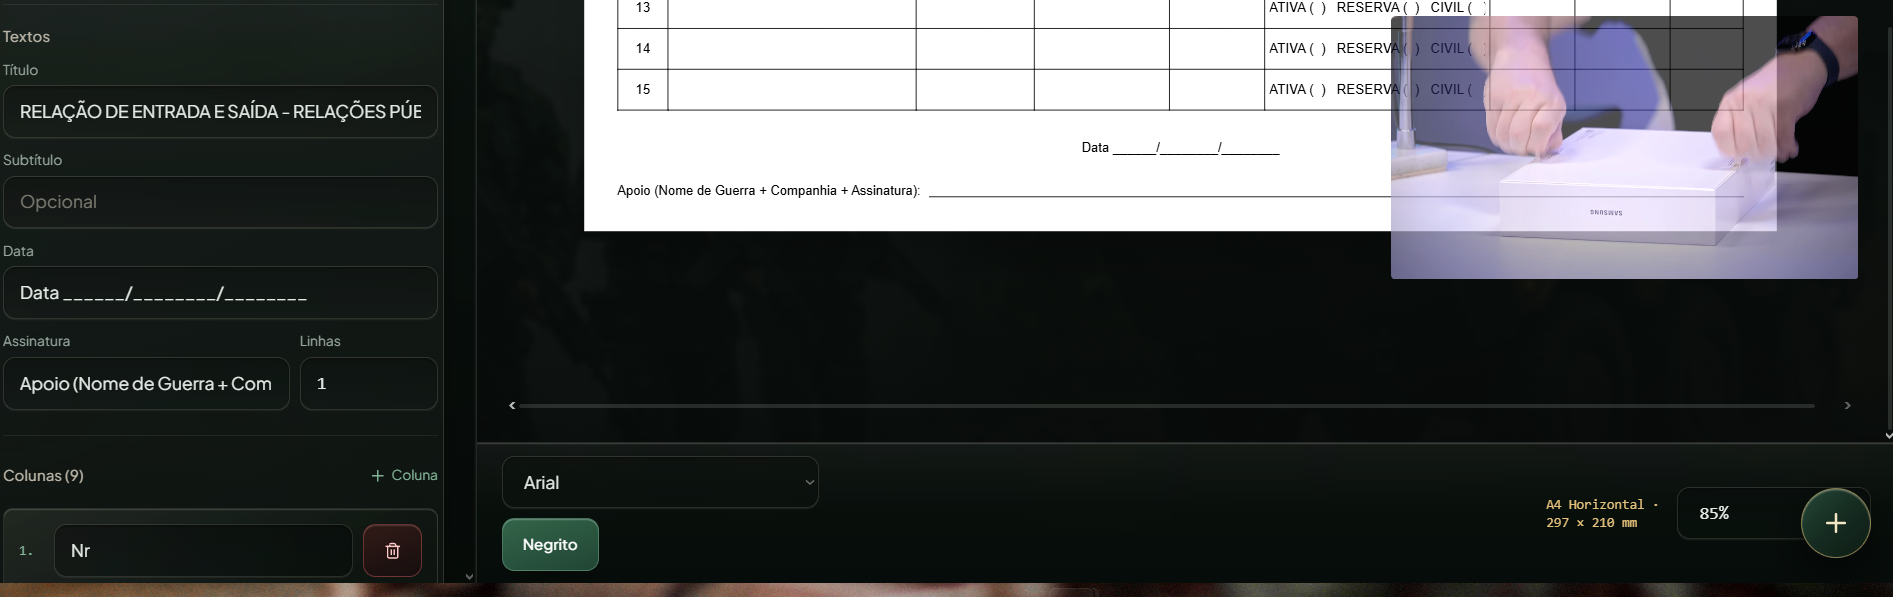 Textos
Título
RELAÇÃO DE ENTRADA E SAÍDA - RELAÇÕES PÚB
Subtítulo
Opcional
Data
Data ______/________/________
Assinatura
Linhas
Apoio (Nome de Guerra + Com
1
Colunas (9)
+ Coluna
1.
Nr
13 ATIVA ( ) RESERVA ( ) CIVIL (
14 ATIVA ( ) RESERVA ( ) CIVIL (
15 ATIVA ( ) RESERVA ( ) CIVIL (
Data ______/________/________
Apoio (Nome de Guerra + Companhia + Assinatura):
SAMSUNG
Arial
Negrito
A4 Horizontal ·
297 × 210 mm
85%
+